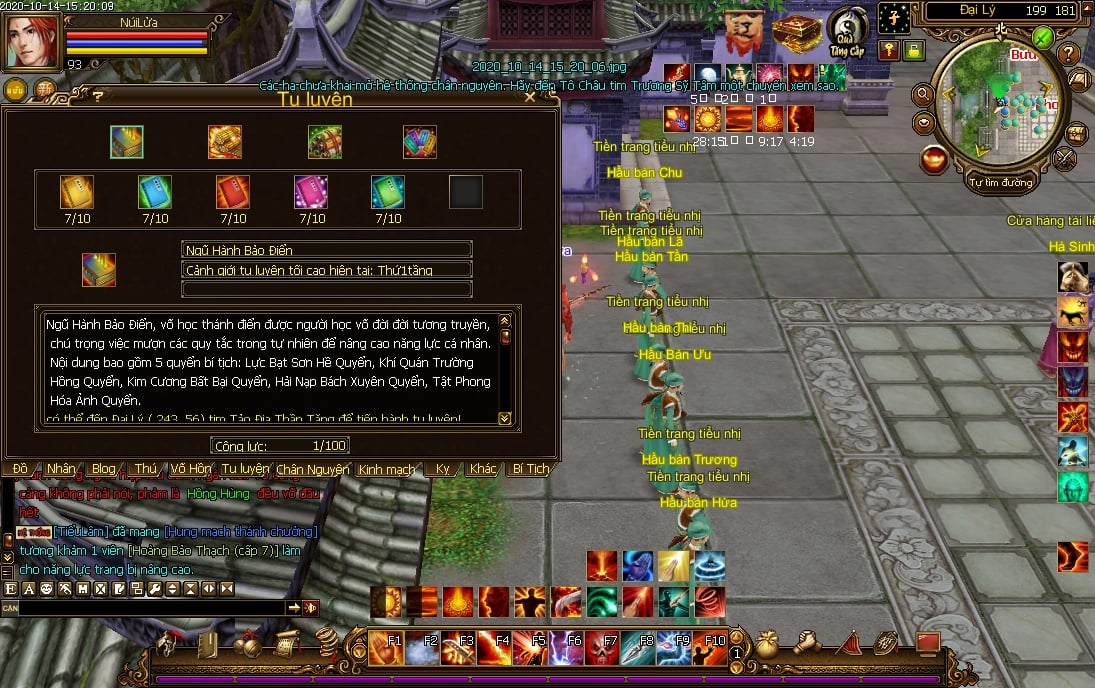 2020-10-14-15:20:09
NúiLửa
93
Quà
Tăng Cấp
Đại Lý 199 181
北
Bưu
Tự tìm đường
2020_10_14_15_20_06.jpg
Các hạ chưa khai mở hệ thống chân nguyên. Hãy đến Tô Châu tìm Trương Sỹ Tâm một chuyến xem sao.
Tu luyện
7/10 7/10 7/10 7/10 7/10
Ngũ Hành Bảo Điển
Cảnh giới tu luyện tối cao hiện tại: Thứ1tầng
Ngũ Hành Bảo Điển, võ học thánh điển được người học võ đời đời tương truyền,
chú trọng việc mượn các quy tắc trong tự nhiên để nâng cao năng lực cá nhân.
Nội dung bao gồm 5 quyển bí tịch: Lực Bạt Sơn Hề Quyển, Khí Quán Trường
Hồng Quyển, Kim Cương Bất Bại Quyển, Hải Nạp Bách Xuyên Quyển, Tật Phong
Hóa Ảnh Quyển.
có thể đến Đại Lý ( 243, 56) tìm Tảo Địa Thần Tăng để tiến hành tu luyện!
Công lực: 1/100
Đồ Nhân Blog Thú Võ Hồn Tu luyện Chân Nguyên Kinh mạch Kỵ Khác Bí Tịch
28:15 9:17 4:19
Tiền trang tiểu nhị
Hầu bàn Chu
Tiền trang tiểu nhị
Tiền trang tiểu nhị
Hầu bàn Lã
Hầu bàn Tần
Tiền trang tiểu nhị
Hầu bàn Thi
Hầu Bàn Ưu
Tiền trang tiểu nhị
Hầu bàn Trương
Tiền trang tiểu nhị
Hầu bàn Hứa
Cửa hàng tài liệ
Hà Sinh
càng không phải nói, phàm là Hồng Hùng đều võ đầu
hết
[TiểuLâm] đã mang [Hung mạch thánh chưởng]
tương khảm 1 viên [Hoàng Bảo Thạch (cấp 7)] làm
cho năng lực trang bị nâng cao.
CẬN
F1 F2 F3 F4 F5 F6 F7 F8 F9 F10
1